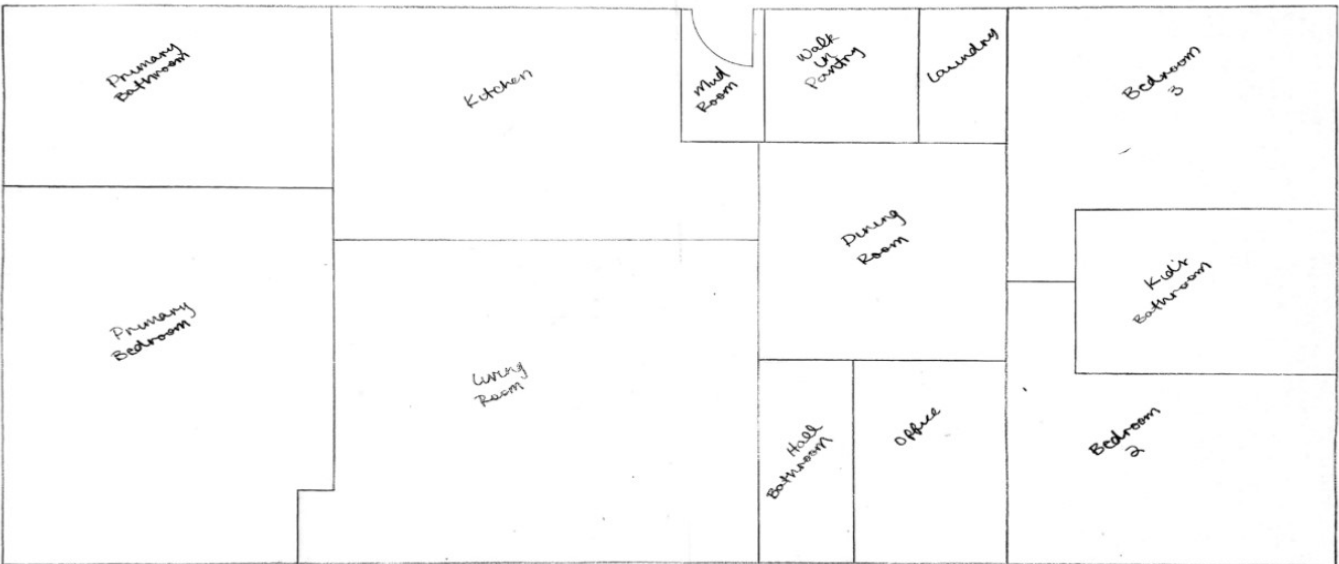 Primary
Bathroom
Kitchen
Mud
Room
Walk
in
Pantry
Laundry
Bedroom
3
Dining
Room
Kid's
Bathroom
Primary
Bedroom
Living
Room
Hall
Bathroom
Office
Bedroom
2